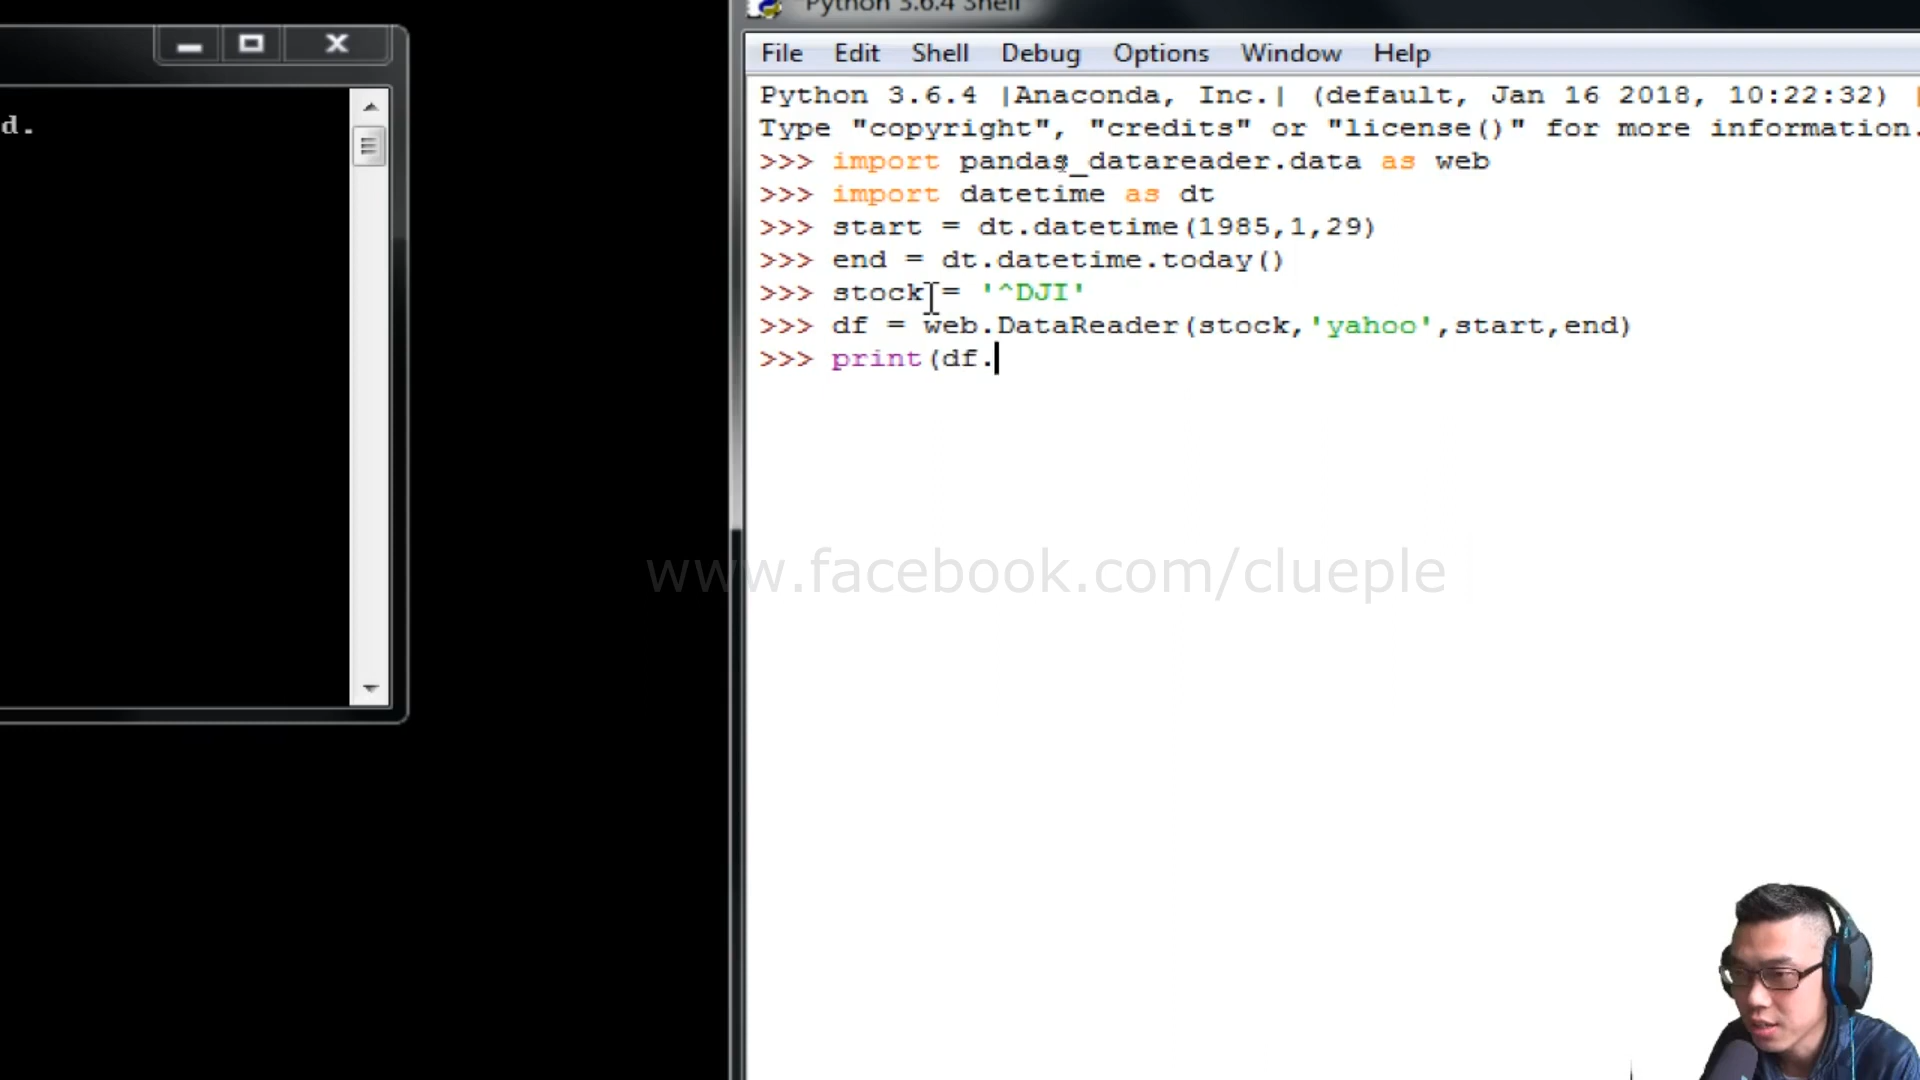 d.
Python 3.6.4 Shell
File Edit Shell Debug Options Window Help
Python 3.6.4 |Anaconda, Inc.| (default, Jan 16 2018, 10:22:32)
Type "copyright", "credits" or "license()" for more information.
>>> import pandas_datareader.data as web
>>> import datetime as dt
>>> start = dt.datetime(1985,1,29)
>>> end = dt.datetime.today()
>>> stock = '^DJI'
>>> df = web.DataReader(stock,'yahoo',start,end)
>>> print(df.
www.facebook.com/clueple